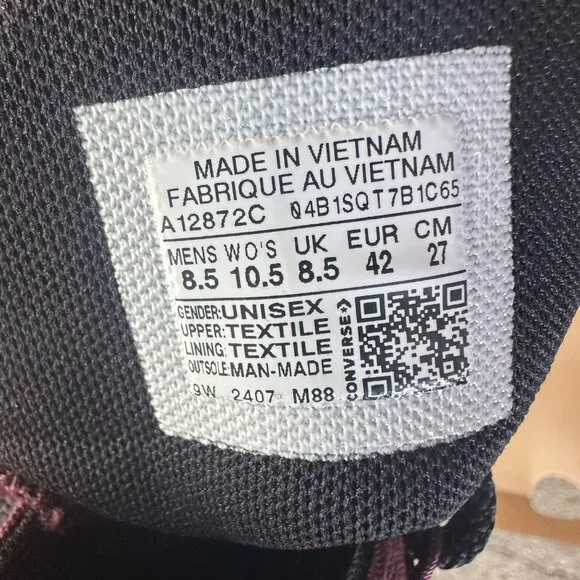 MADE IN VIETNAM
FABRIQUE AU VIETNAM
A12872C 04B1SQT7B1C65
MENS WO'S UK EUR CM
8.5 10.5 8.5 42 27
GENDER:UNISEX
UPPER:TEXTILE
LINING:TEXTILE
OUTSOLE:MAN-MADE
9W 2407 M88
CONVERSE